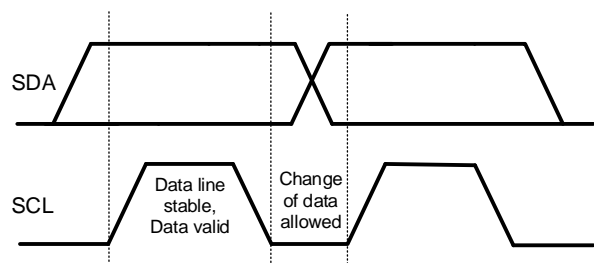 SDA
SCL
Data line
stable,
Data valid
Change
of data
allowed